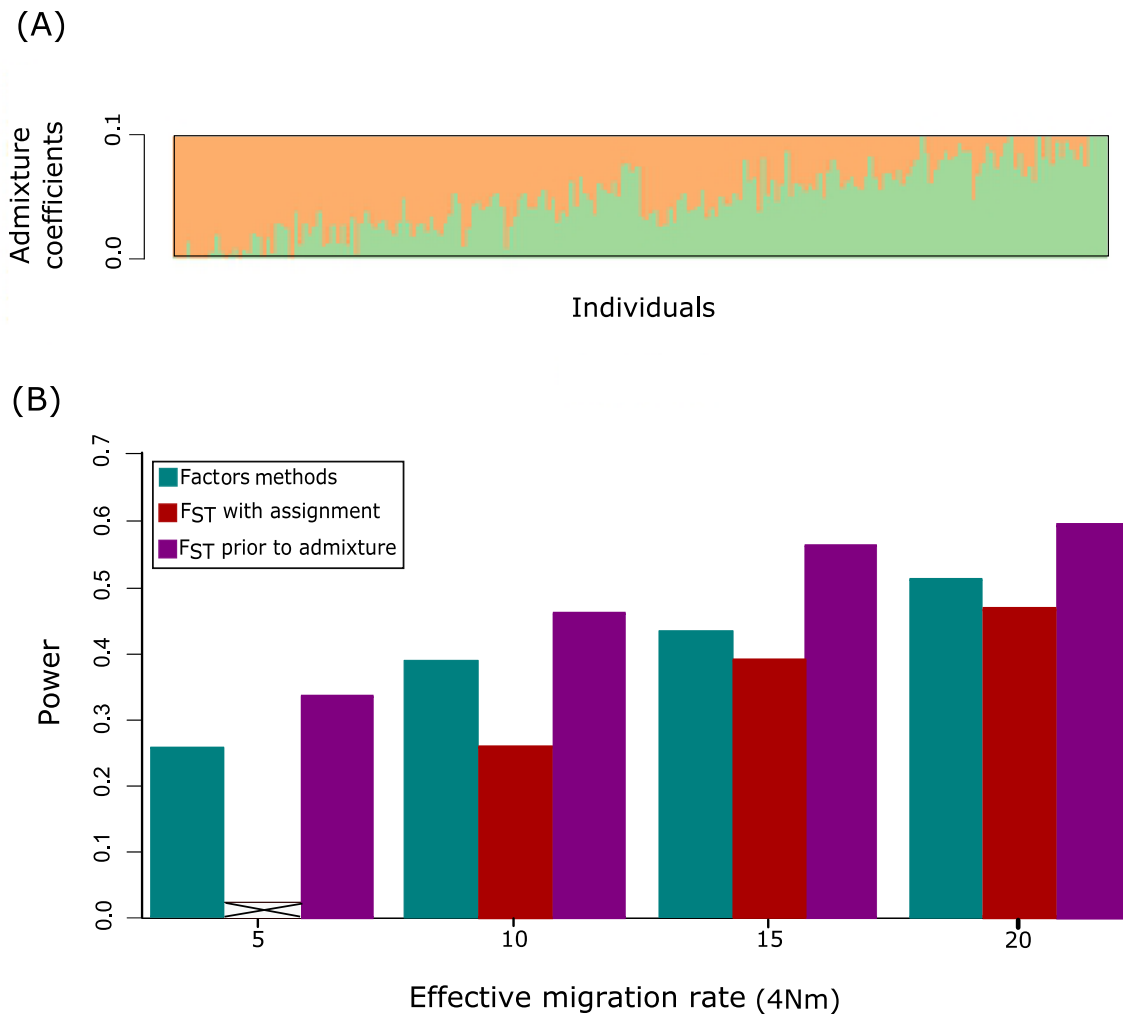 (A)
Admixture
coefficients
0.1
0.0
Individuals
(B)
Power
0.7
0.6
0.5
0.4
0.3
0.2
0.1
0.0
Factors methods
FST with assignment
FST prior to admixture
5
10
15
20
Effective migration rate (4Nm)